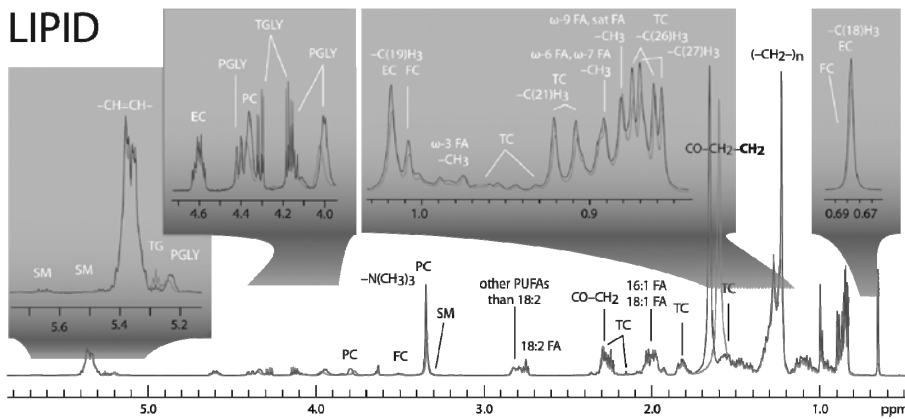 LIPID
–CH=CH–
SM
SM
TG
PGLY
5.6
5.4
5.2
TGLY
PGLY
PGLY
PC
EC
4.6
4.4
4.2
4.0
–C(19)H3
EC FC
ω-3 FA
–CH3
TC
ω-9 FA, sat FA
–CH3
ω-6 FA, ω-7 FA
–CH3
TC
–C(21)H3
TC
–C(26)H3
–C(27)H3
1.0
0.9
CO–CH2–CH2
(–CH2–)n
–C(18)H3
EC
FC
0.69
0.67
–N(CH3)3
PC
SM
PC
FC
other PUFAs
than 18:2
18:2 FA
CO–CH2
TC
16:1 FA
18:1 FA
TC
TC
5.0
4.0
3.0
2.0
1.0
ppm